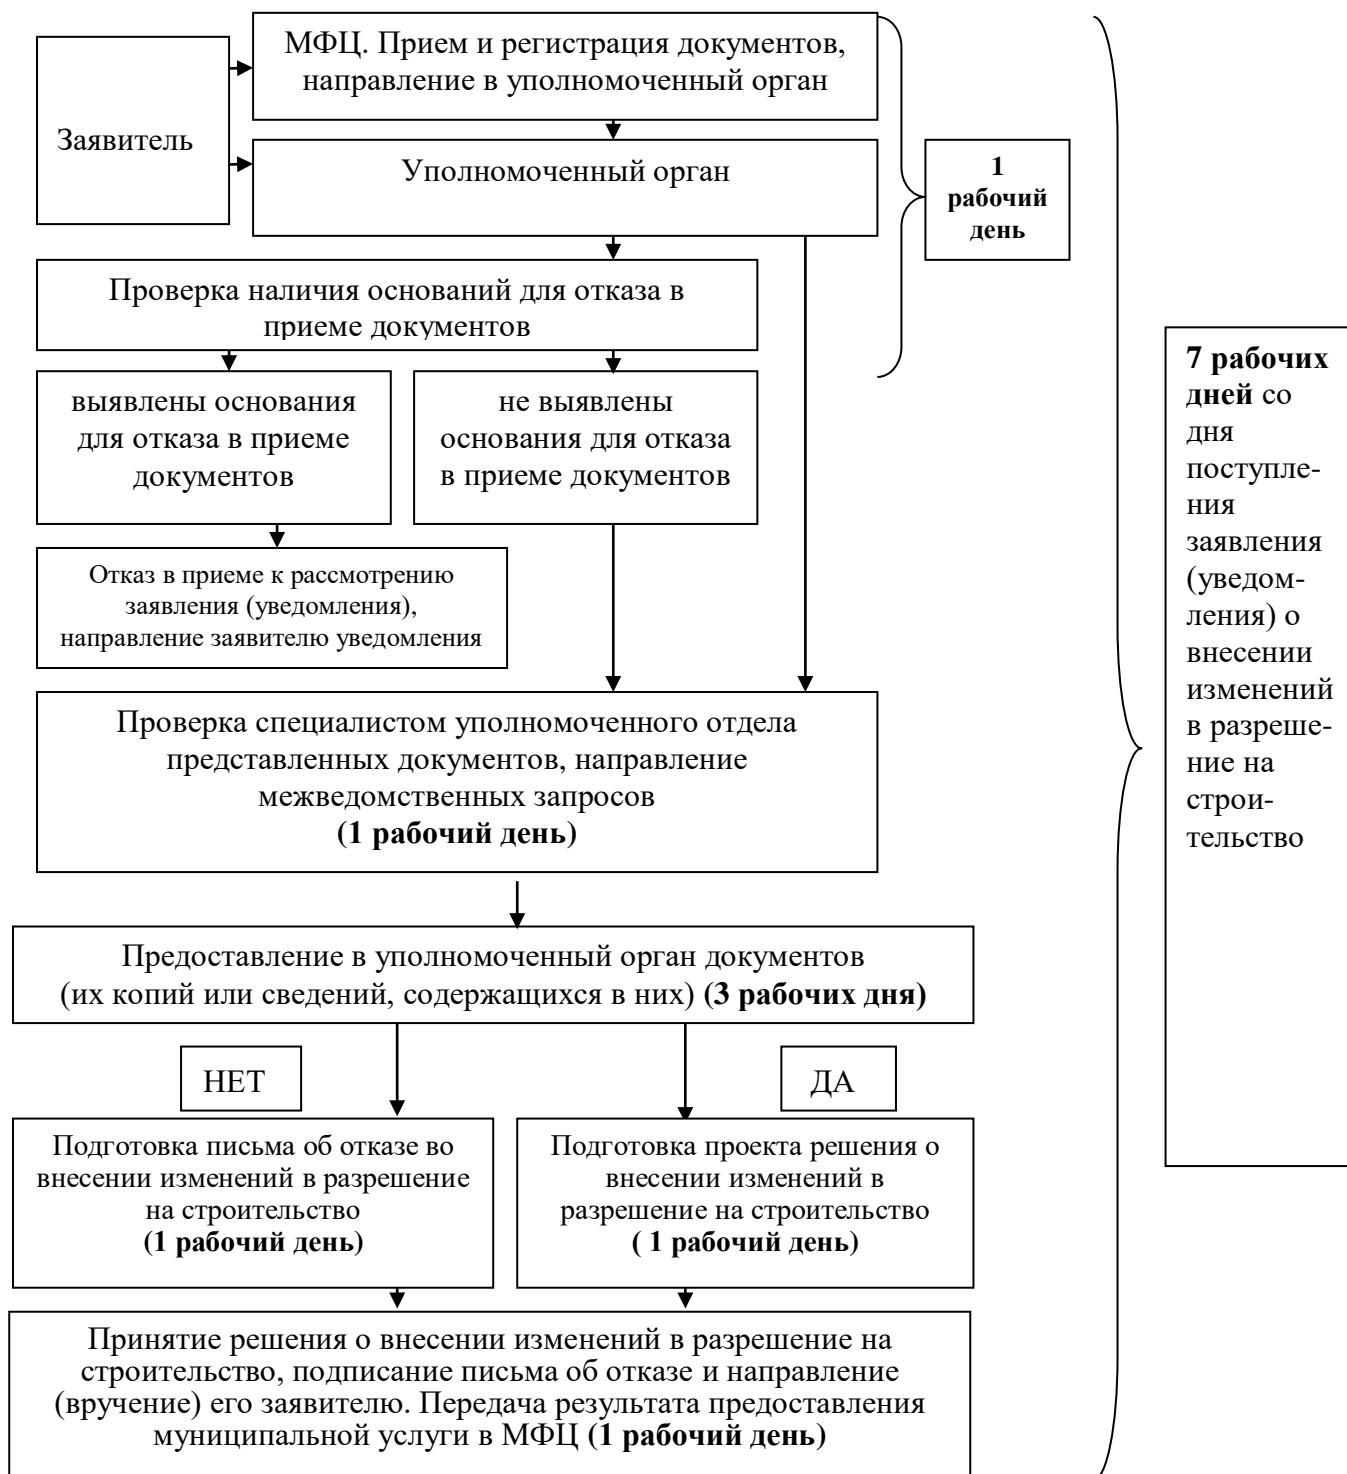 МФЦ. Прием и регистрация документов,
направление в уполномоченный орган
Заявитель
Уполномоченный орган
1
рабочий
день
Проверка наличия оснований для отказа в
приеме документов
выявлены основания
для отказа в приеме
документов
не выявлены
основания для отказа
в приеме документов
Отказ в приеме к рассмотрению
заявления (уведомления),
направление заявителю уведомления
Проверка специалистом уполномоченного отдела
представленных документов, направление
межведомственных запросов
(1 рабочий день)
Предоставление в уполномоченный орган документов
(их копий или сведений, содержащихся в них) (3 рабочих дня)
НЕТ
ДА
Подготовка письма об отказе во
внесении изменений в разрешение
на строительство
(1 рабочий день)
Подготовка проекта решения о
внесении изменений в
разрешение на строительство
( 1 рабочий день)
Принятие решения о внесении изменений в разрешение на
строительство, подписание письма об отказе и направление
(вручение) его заявителю. Передача результата предоставления
муниципальной услуги в МФЦ (1 рабочий день)
7 рабочих
дней со
дня
поступле-
ния
заявления
(уведом-
ления) о
внесении
изменений
в разреше-
ние на
строи-
тельство